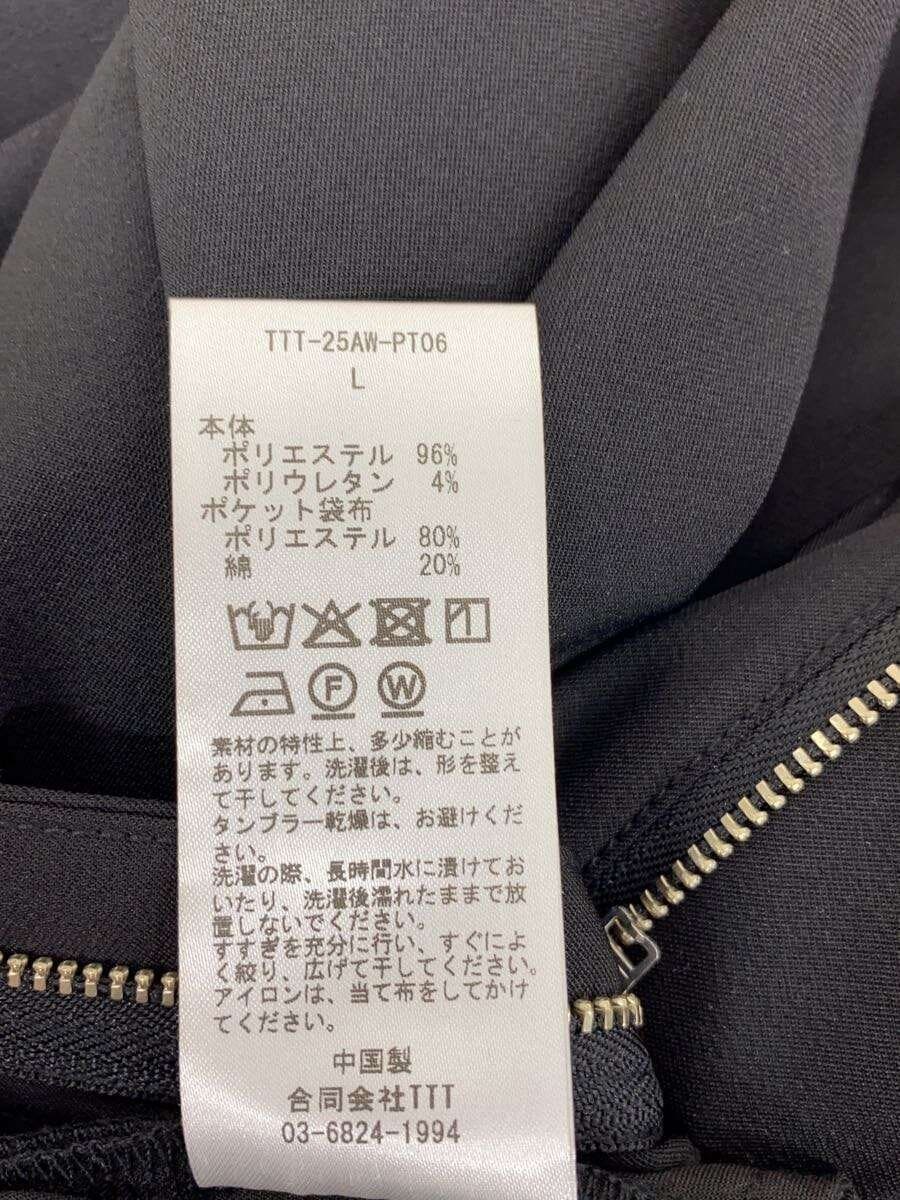 TTT-25AW-PT06
L
本体
ポリエステル 96%
ポリウレタン 4%
ポケット袋布
ポリエステル 80%
綿 20%
F W
素材の特性上、多少縮むことが
あります。洗濯後は、形を整え
て干してください。
タンブラー乾燥は、お避けくだ
さい。
洗濯の際、長時間水に漬けてお
いたり、洗濯後濡れたままで放
置しないでください。
すすぎを充分に行い、すぐによ
く絞り、広げて干してください。
アイロンは、当て布をしてかけ
てください。
中国製
合同会社TTT
03-6824-1994